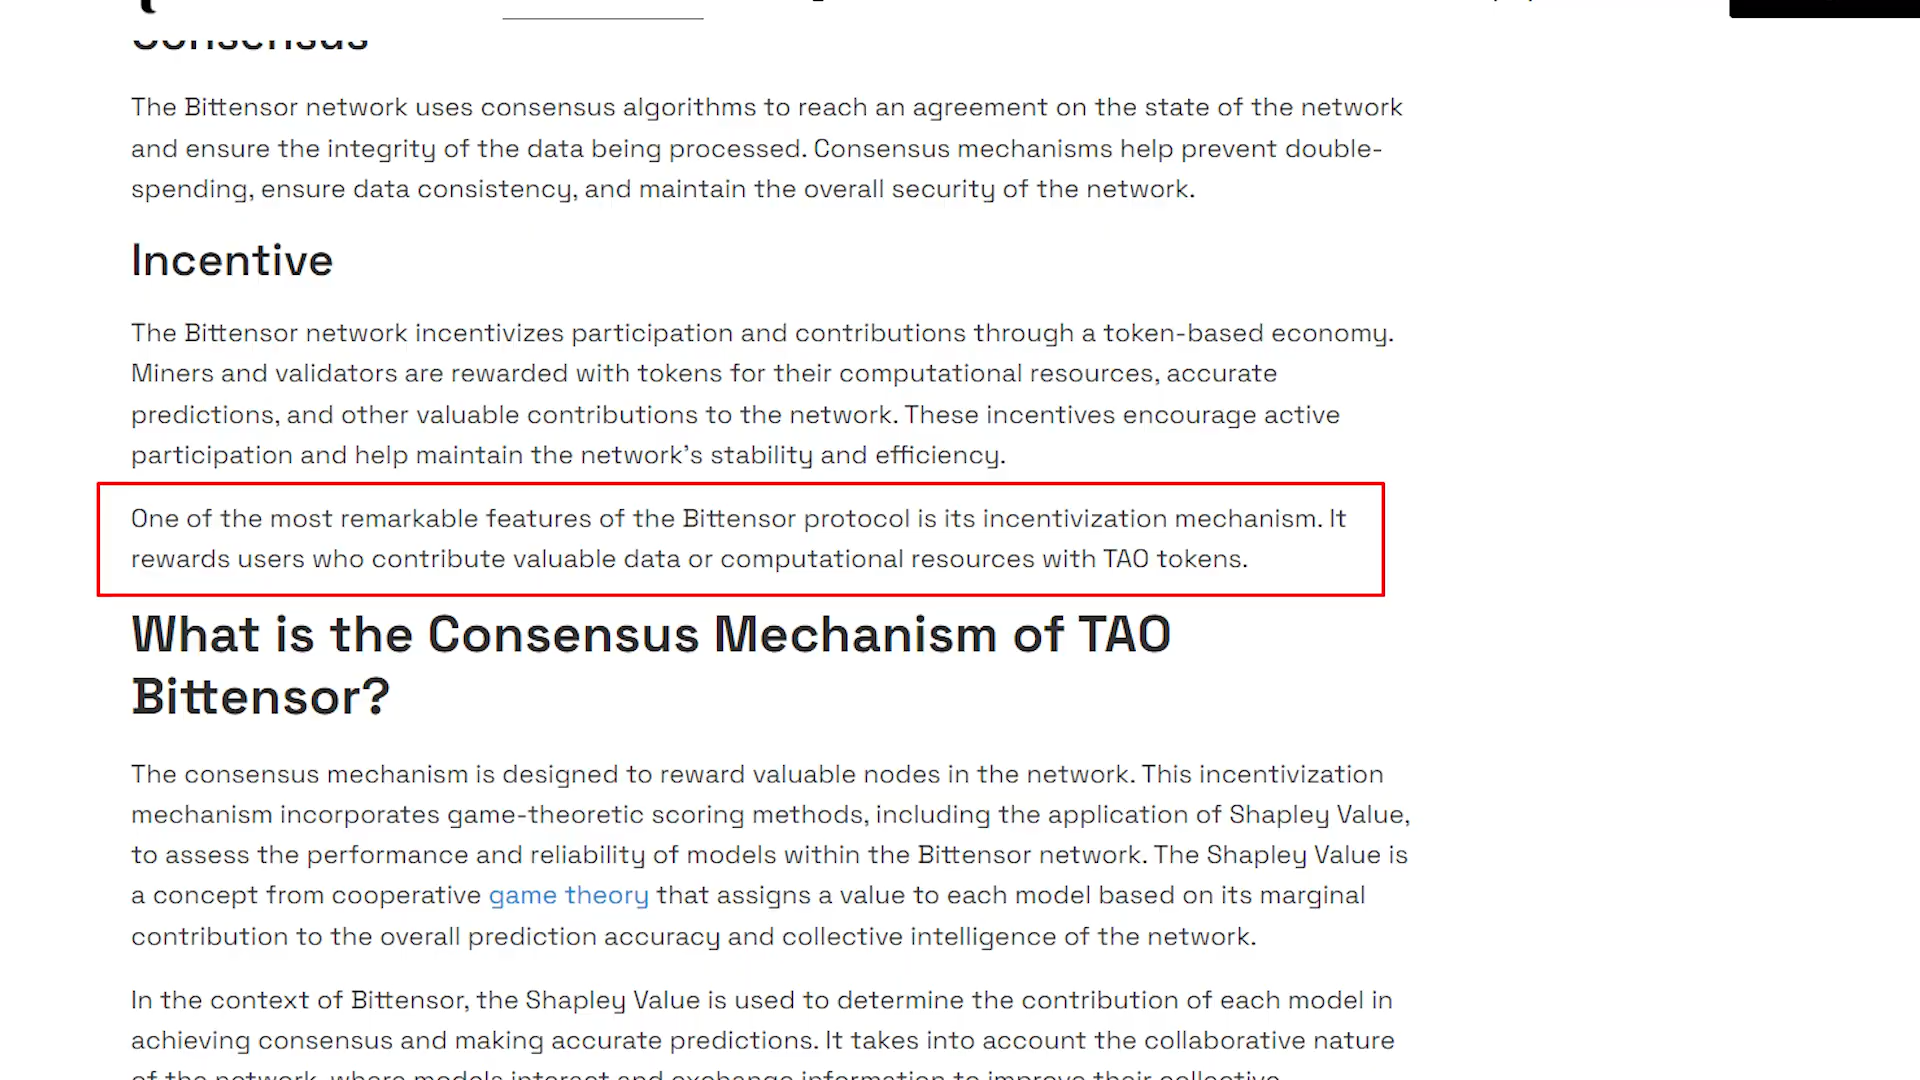 Consensus
The Bittensor network uses consensus algorithms to reach an agreement on the state of the network
and ensure the integrity of the data being processed. Consensus mechanisms help prevent double-
spending, ensure data consistency, and maintain the overall security of the network.
Incentive
The Bittensor network incentivizes participation and contributions through a token-based economy.
Miners and validators are rewarded with tokens for their computational resources, accurate
predictions, and other valuable contributions to the network. These incentives encourage active
participation and help maintain the network’s stability and efficiency.
One of the most remarkable features of the Bittensor protocol is its incentivization mechanism. It
rewards users who contribute valuable data or computational resources with TAO tokens.
What is the Consensus Mechanism of TAO
Bittensor?
The consensus mechanism is designed to reward valuable nodes in the network. This incentivization
mechanism incorporates game-theoretic scoring methods, including the application of Shapley Value,
to assess the performance and reliability of models within the Bittensor network. The Shapley Value is
a concept from cooperative game theory that assigns a value to each model based on its marginal
contribution to the overall prediction accuracy and collective intelligence of the network.
In the context of Bittensor, the Shapley Value is used to determine the contribution of each model in
achieving consensus and making accurate predictions. It takes into account the collaborative nature
of the network, where models interact and exchange information to improve their collective